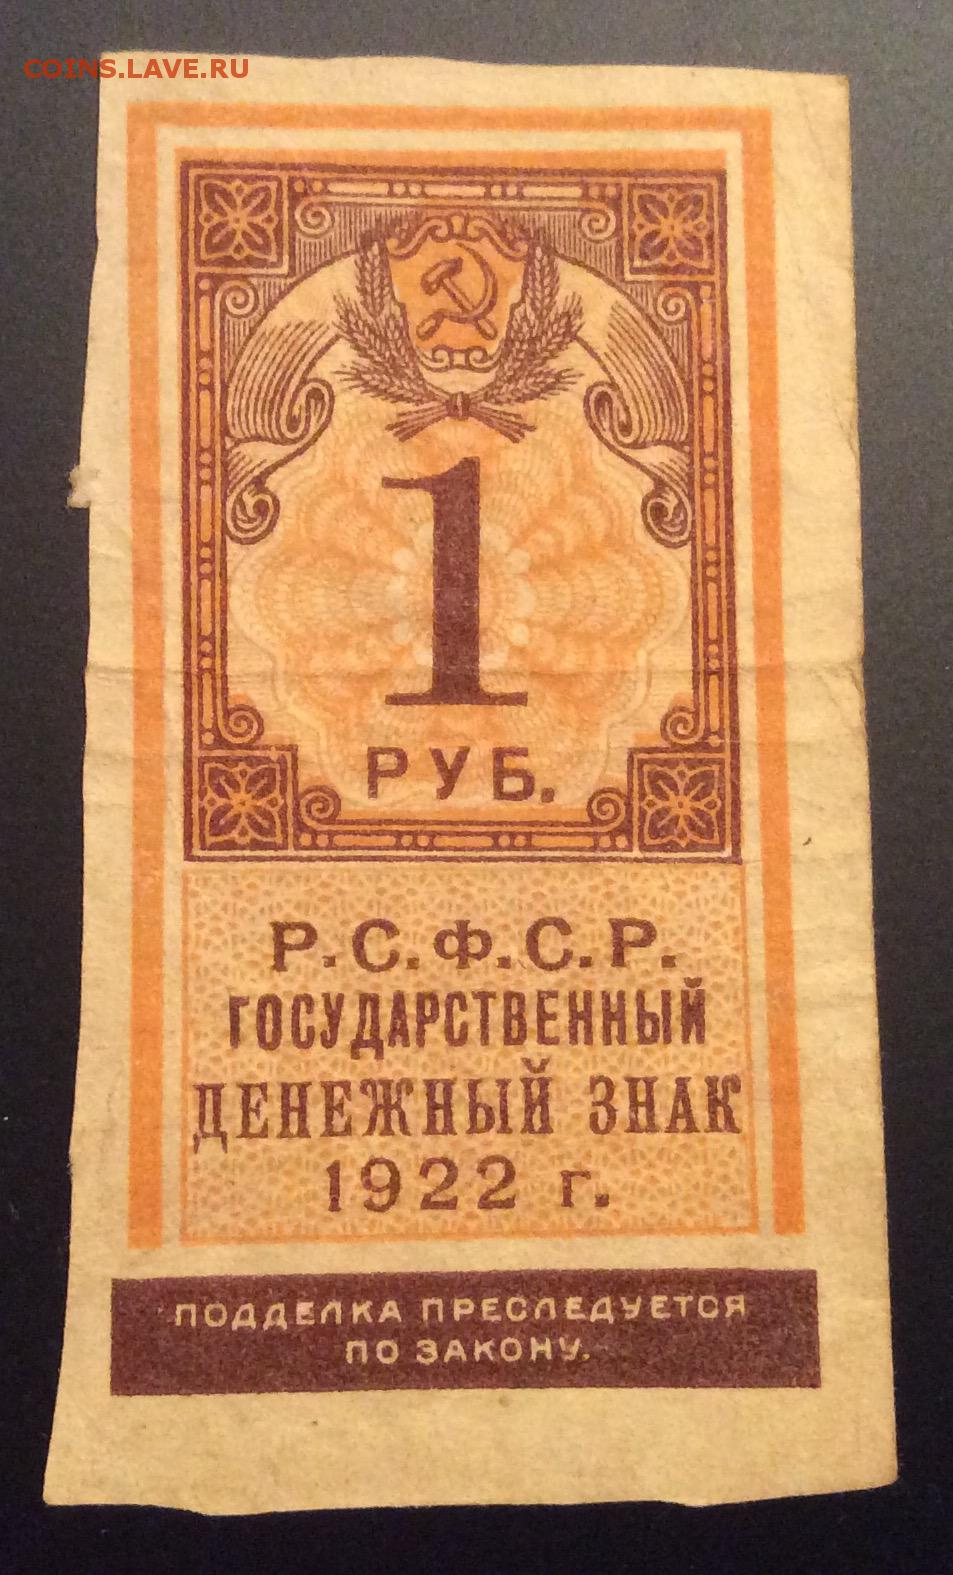 COINS.LAVE.RU
1
РУБ.
Р.С.Ф.С.Р.
ГОСУДАРСТВЕННЫЙ
ДЕНЕЖНЫЙ ЗНАК
1922 г.
ПОДДЕЛКА ПРЕСЛЕДУЕТСЯ
ПО ЗАКОНУ.